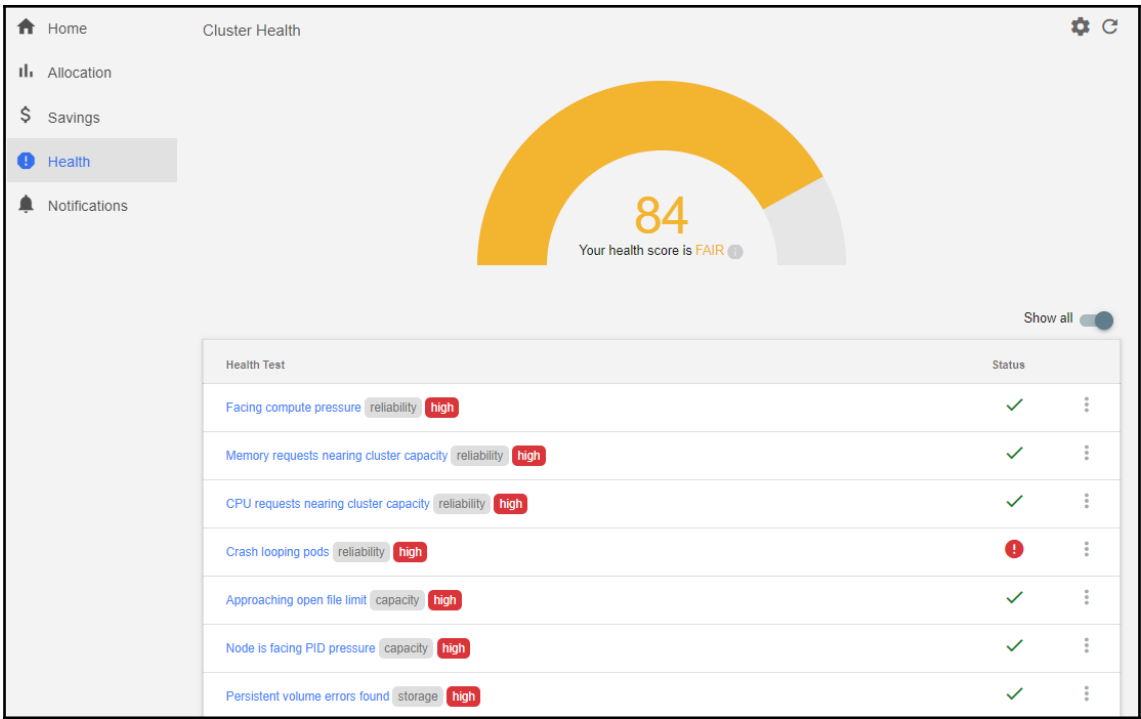 Home
Cluster Health
Allocation
Savings
Health
Notifications
84
Your health score is FAIR
Show all
Health Test Status
Facing compute pressure reliability high
Memory requests nearing cluster capacity reliability high
CPU requests nearing cluster capacity reliability high
Crash looping pods reliability high
Approaching open file limit capacity high
Node is facing PID pressure capacity high
Persistent volume errors found storage high